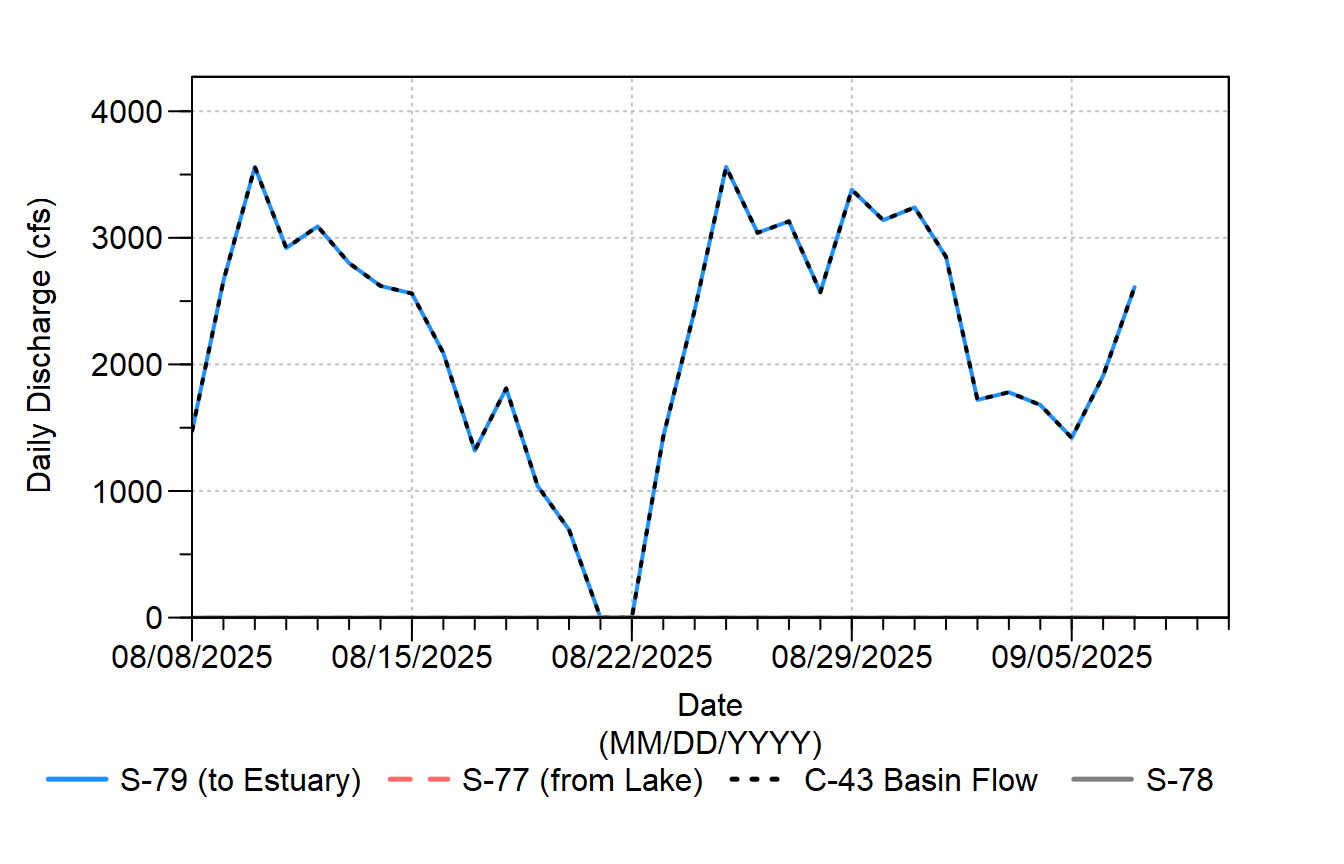 Daily Discharge (cfs)
4000
3000
2000
1000
0
08/08/2025 08/15/2025 08/22/2025 08/29/2025 09/05/2025
Date
(MM/DD/YYYY)
S-79 (to Estuary) S-77 (from Lake) C-43 Basin Flow S-78